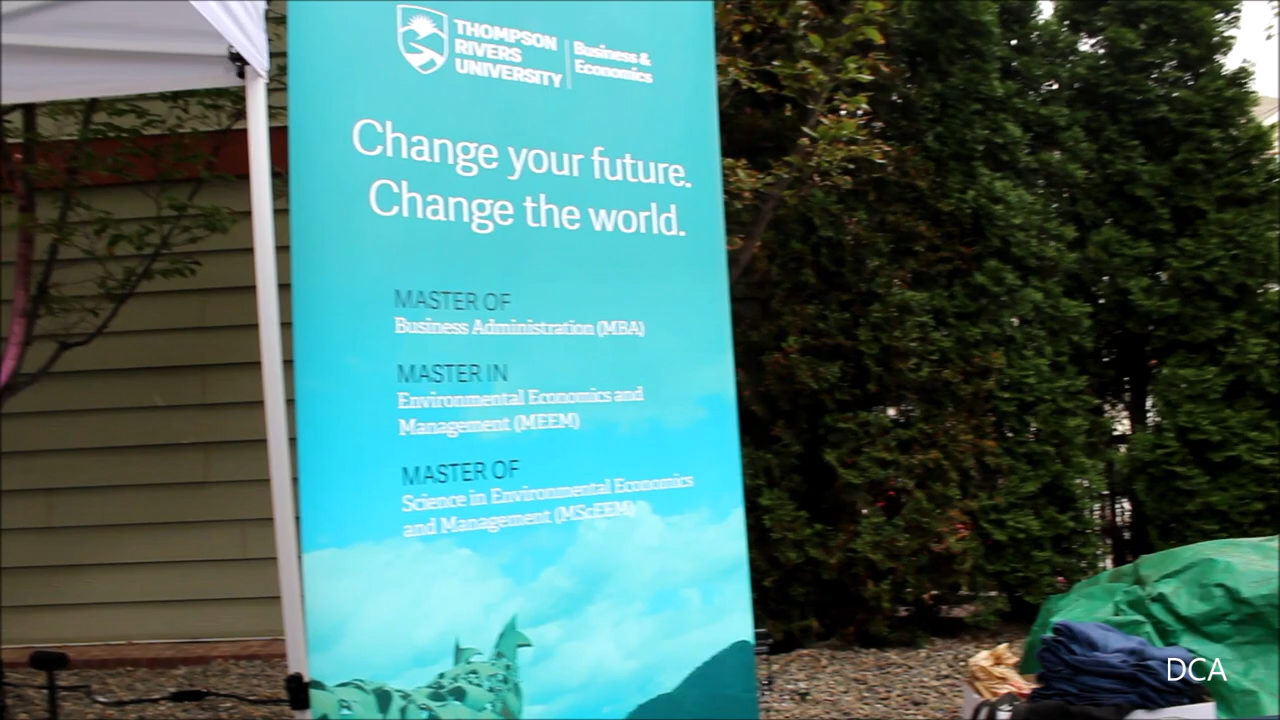 THOMPSON
RIVERS
UNIVERSITY
Business &
Economics
Change your future.
Change the world.
MASTER OF
Business Administration (MBA)
MASTER IN
Environmental Economics and
Management (MEEM)
MASTER OF
Science in Environmental Economics
and Management (MScEEM)
DCA